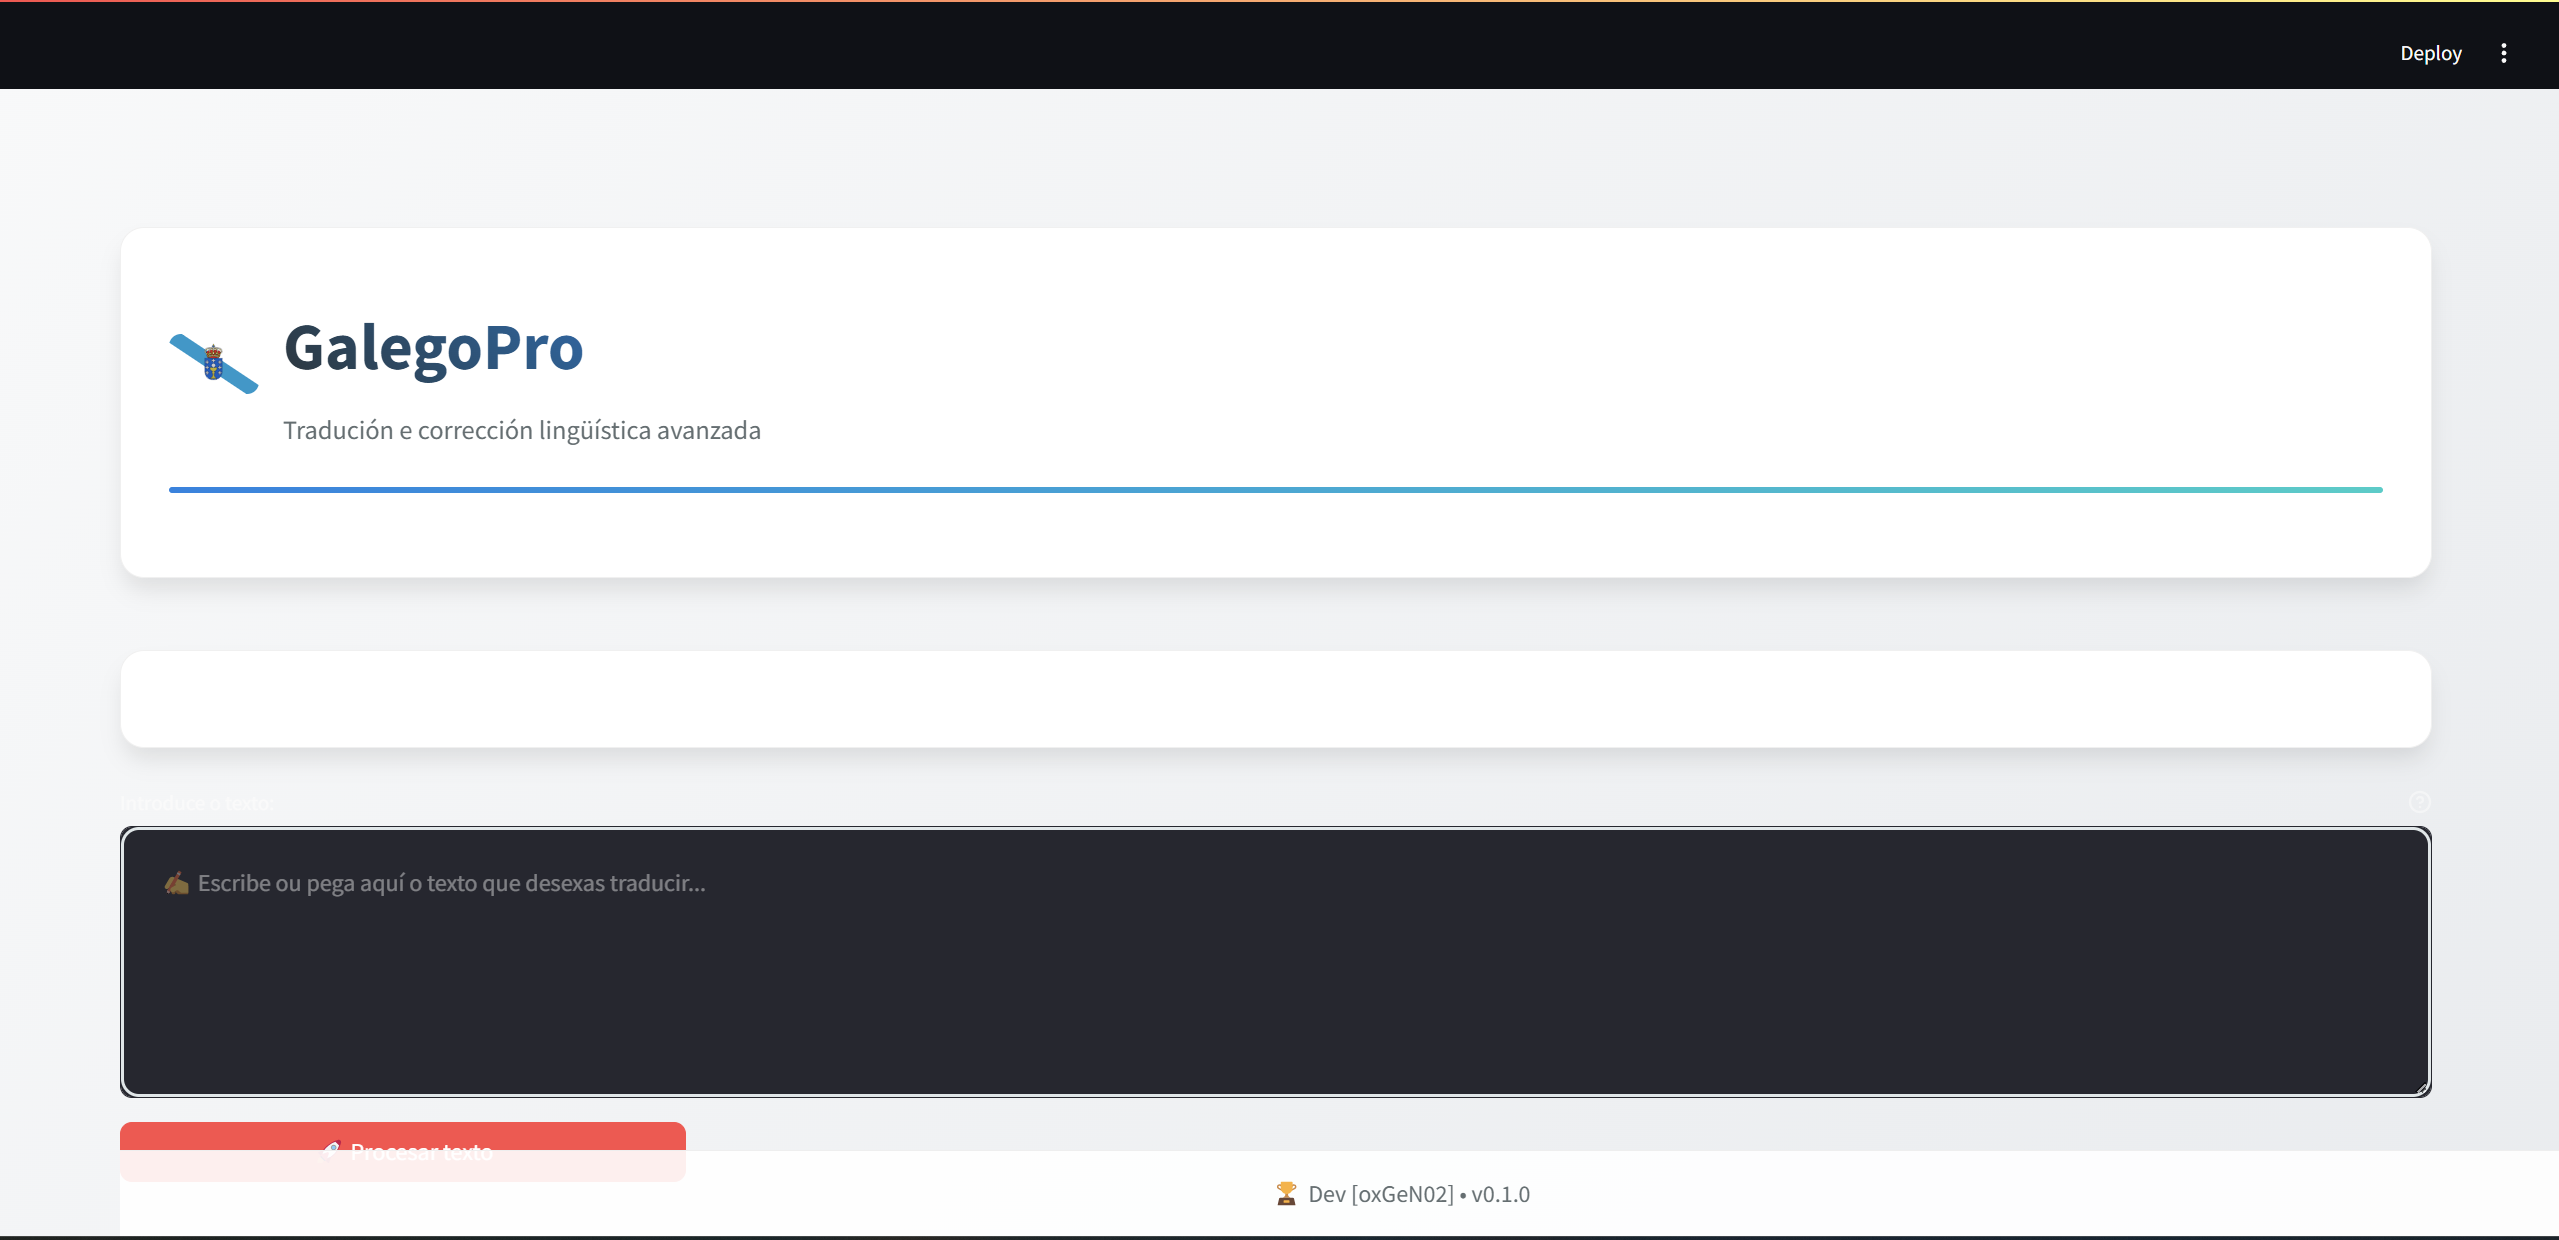 Deploy
GalegoPro
Tradución e corrección lingüística avanzada
Introduce o texto:
✍️ Escribe ou pega aquí o texto que desexas traducir...
🚀 Procesar texto
🏆 Dev [oxGeN02] • v0.1.0